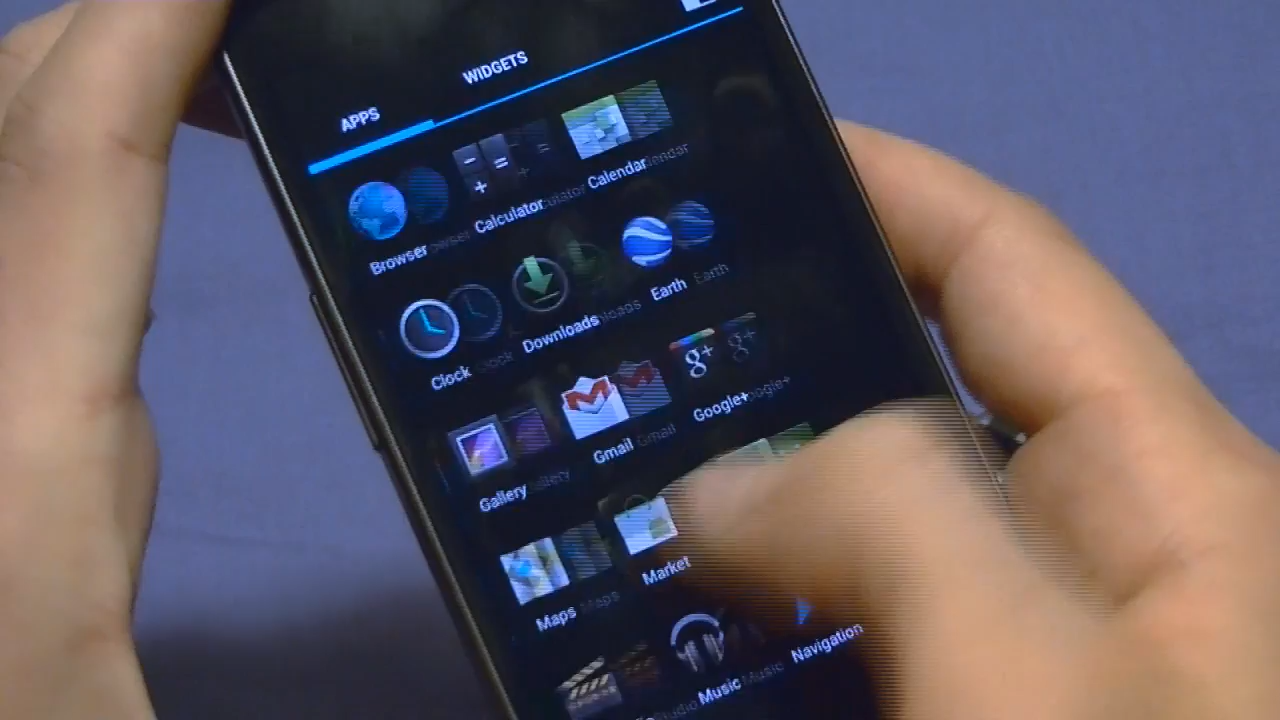 WIDGETS
APPS
Browser
Calculator
Calendar
Clock
Downloads
Earth
Gallery
Gmail
g+
Google+
Maps
Market
Music
Navigation